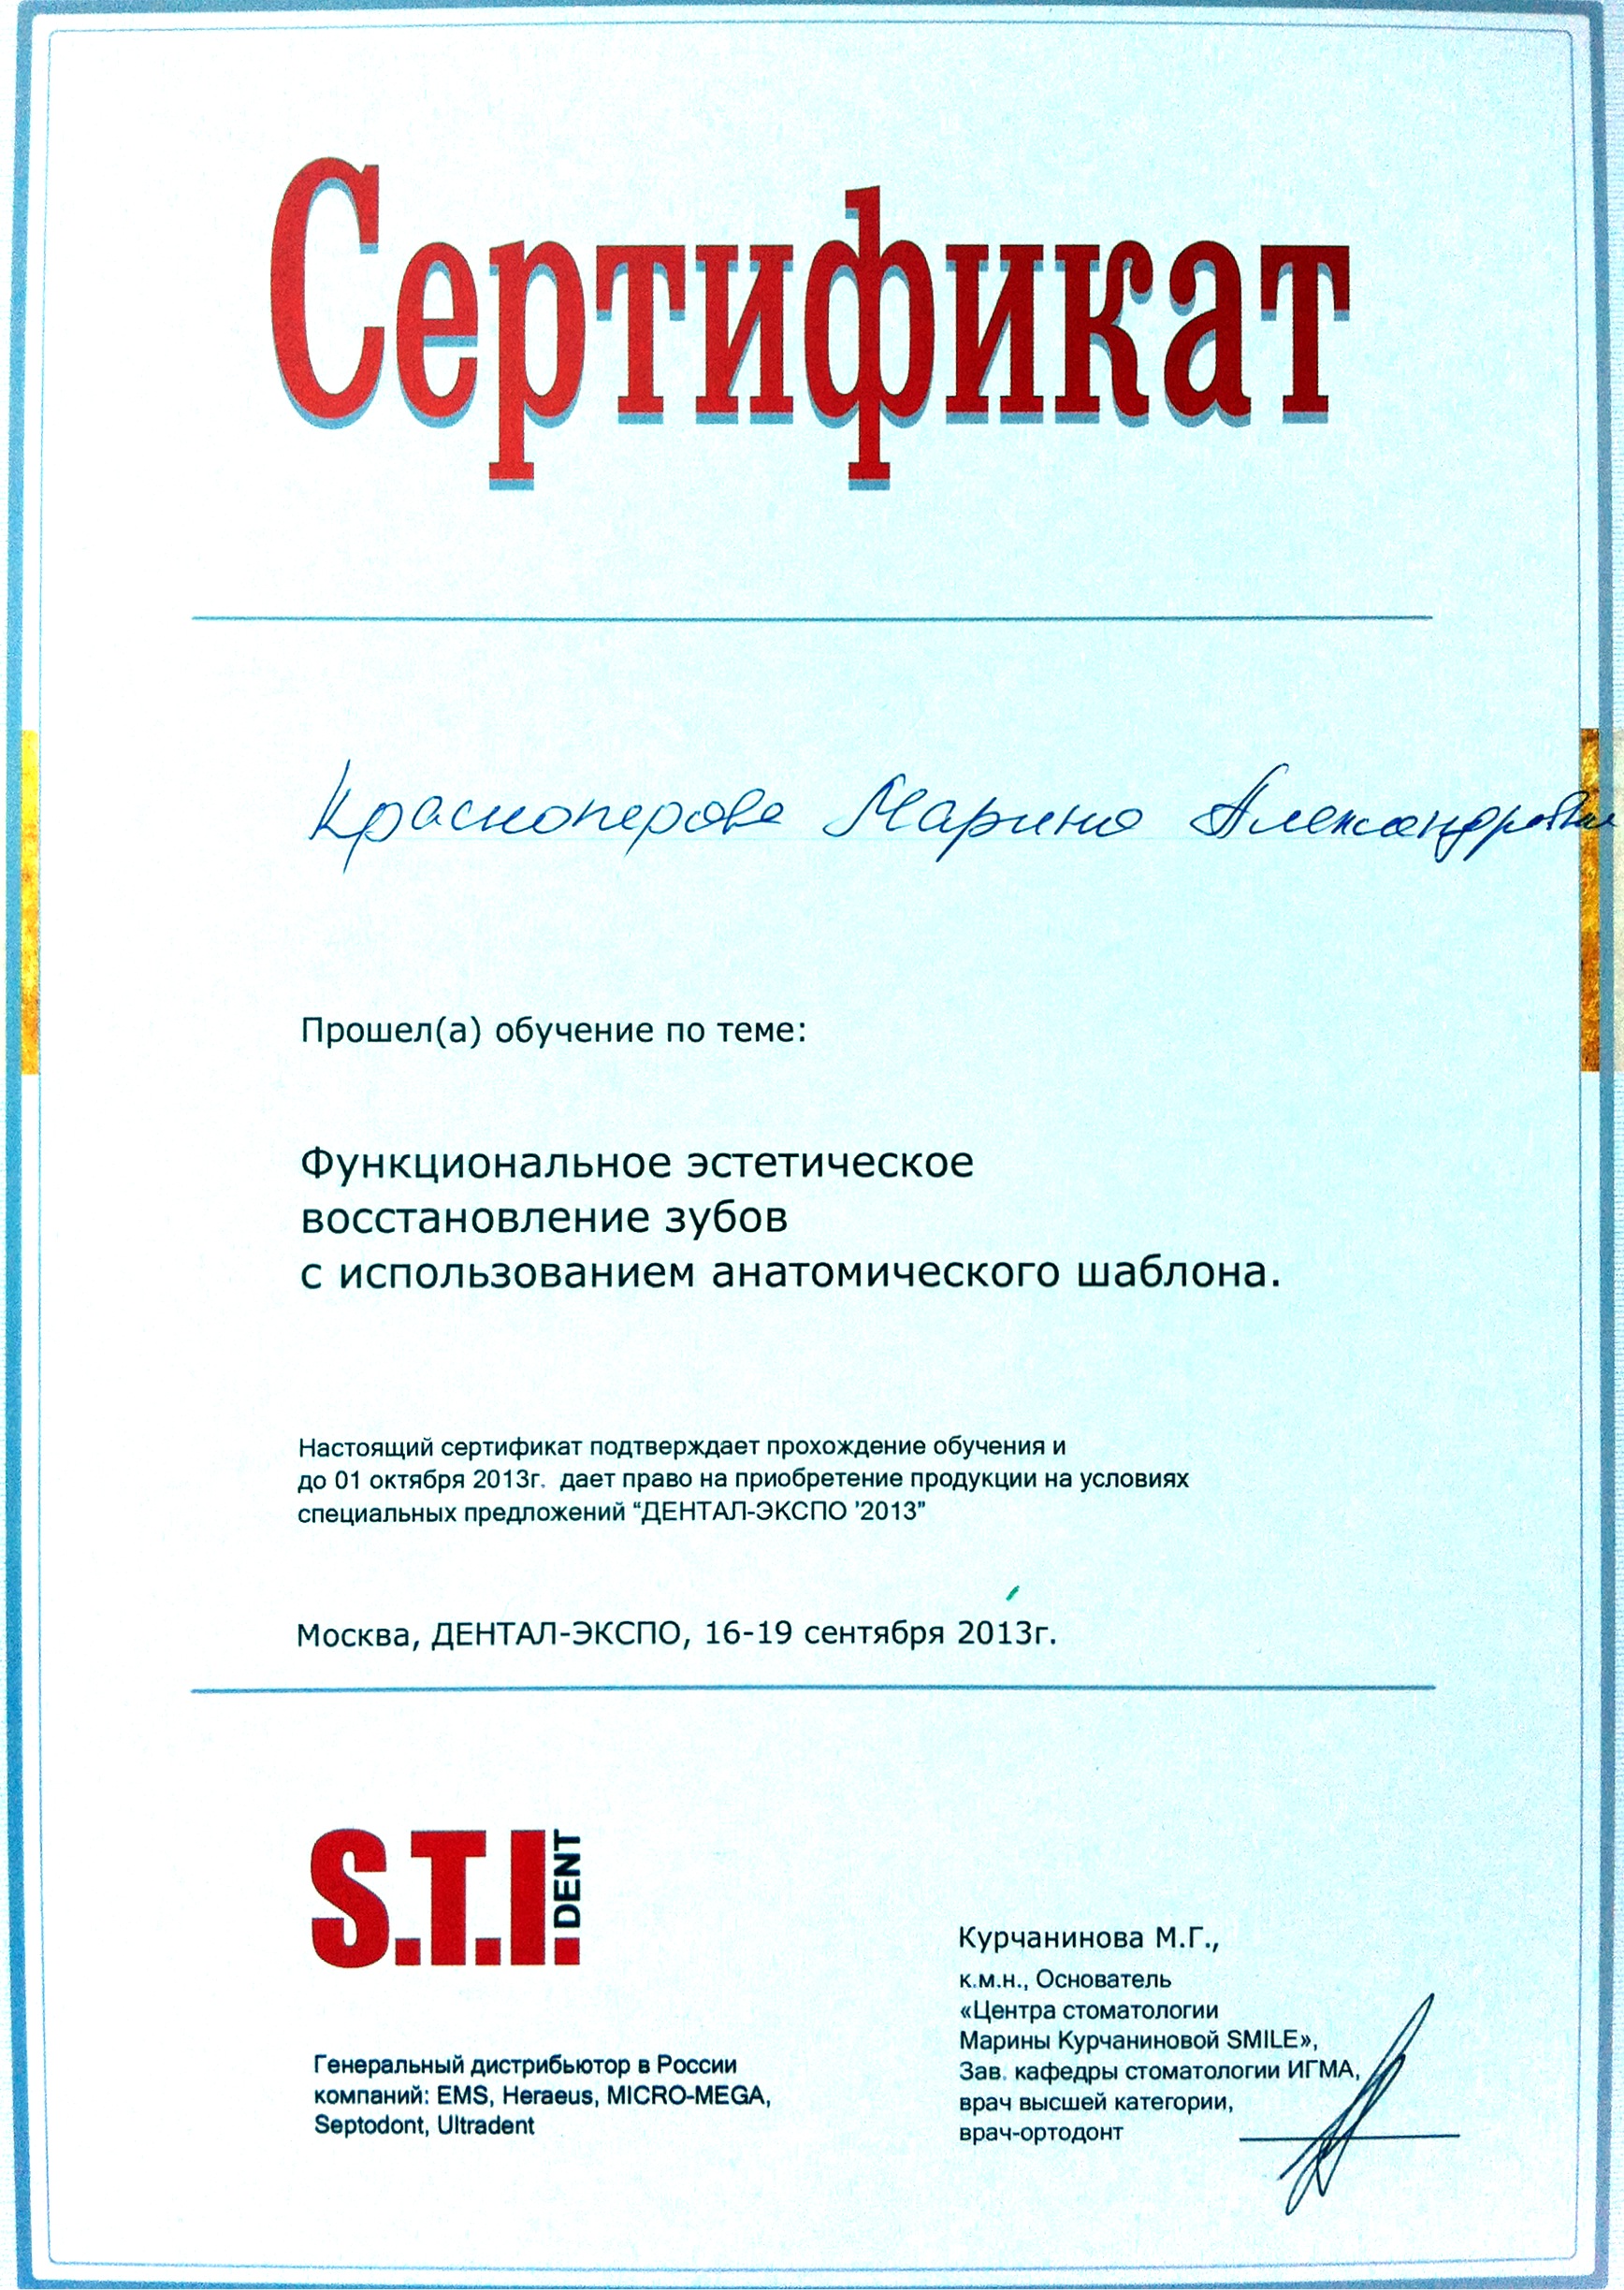 Сертификат
Красноперова Марина Александровна
Прошел(а) обучение по теме:
Функциональное эстетическое
восстановление зубов
с использованием анатомического шаблона.
Настоящий сертификат подтверждает прохождение обучения и
до 01 октября 2013г. дает право на приобретение продукции на условиях
специальных предложений “ДЕНТАЛ-ЭКСПО '2013”
Москва, ДЕНТАЛ-ЭКСПО, 16-19 сентября 2013г.
S.T.I. DENT
Генеральный дистрибьютор в России
компаний: EMS, Heraeus, MICRO-MEGA,
Septodont, Ultradent
Курчанинова М.Г.,
к.м.н., Основатель
«Центра стоматологии
Марины Курчаниновой SMILE»,
Зав. кафедры стоматологии ИГМА,
врач высшей категории,
врач-ортодонт